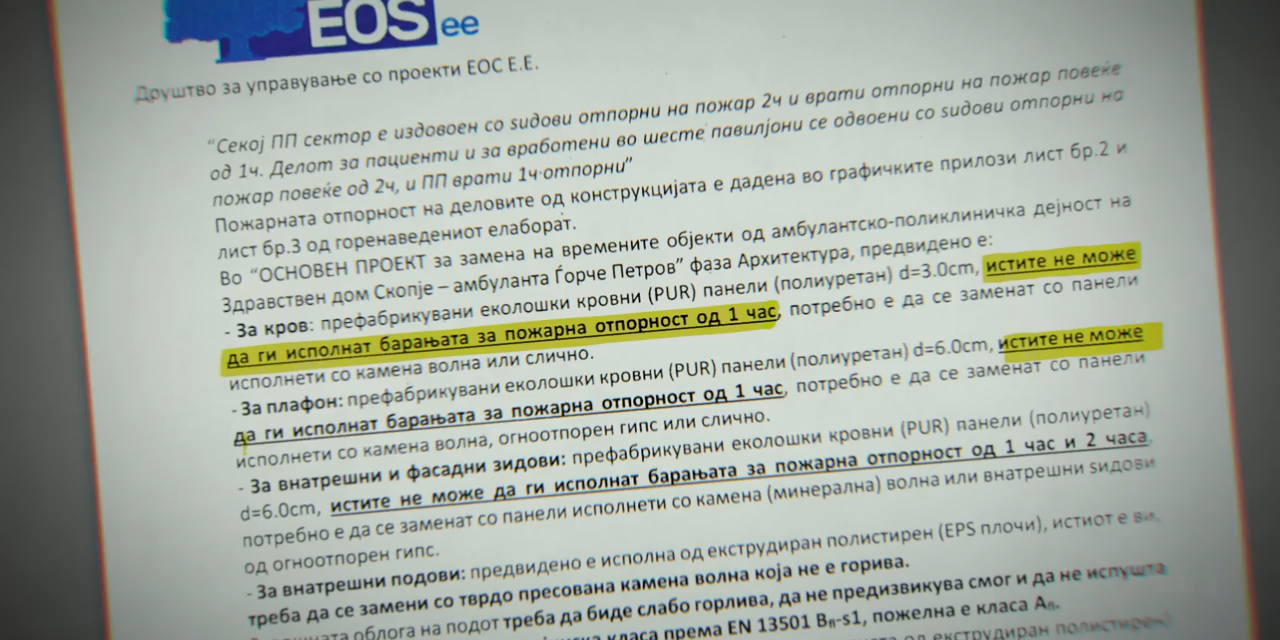 EOS ee
Друштво за управување со проекти ЕОС Е.Е.
“Секој ПП сектор е издовоен со ѕидови отпорни на пожар 2ч и врати отпорни на пожар повеќе
од 1ч. Делот за пациенти и за вработени во шесте павилјони се одвоени со ѕидови отпорни на
пожар повеќе од 2ч, и ПП врати 1ч отпорни”
Пожарната отпорност на деловите од конструкцијата е дадена во графичките прилози лист бр.2 и
лист бр.3 од горенаведениот елаборат.
Во “ОСНОВЕН ПРОЕКТ за замена на времените објекти од амбулантско-поликлиничка дејност на
Здравствен дом Скопје – амбуланта Ѓорче Петров” фаза Архитектура, предвидено е:
- За кров: префабрикувани еколошки кровни (PUR) панели (полиуретан) d=3.0cm, истите не може
да ги исполнат барањата за пожарна отпорност од 1 час, потребно е да се заменат со панели
исполнети со камена волна или слично.
- За плафон: префабрикувани еколошки кровни (PUR) панели (полиуретан) d=6.0cm, истите не може
да ги исполнат барањата за пожарна отпорност од 1 час, потребно е да се заменат со панели
исполнети со камена волна, огноотпорен гипс или слично.
- За внатрешни и фасадни зидови: префабрикувани еколошки кровни (PUR) панели (полиуретан)
d=6.0cm, истите не може да ги исполнат барањата за пожарна отпорност од 1 час и 2 часа,
потребно е да се заменат со панели исполнети со камена (минерална) волна или внатрешни ѕидови
од огноотпорен гипс.
- За внатрешни подови: предвидено е исполна од екструдиран полистирен (EPS плочи), истиот е
треба да се замени со тврдо пресована камена волна која не е горива.
облога на подот треба да биде слабо горлива, да не предизвикува смог и да не испушта
класа према EN 13501 Bfl-s1, пожелна е класа Afl.
од екструдиран полистирен